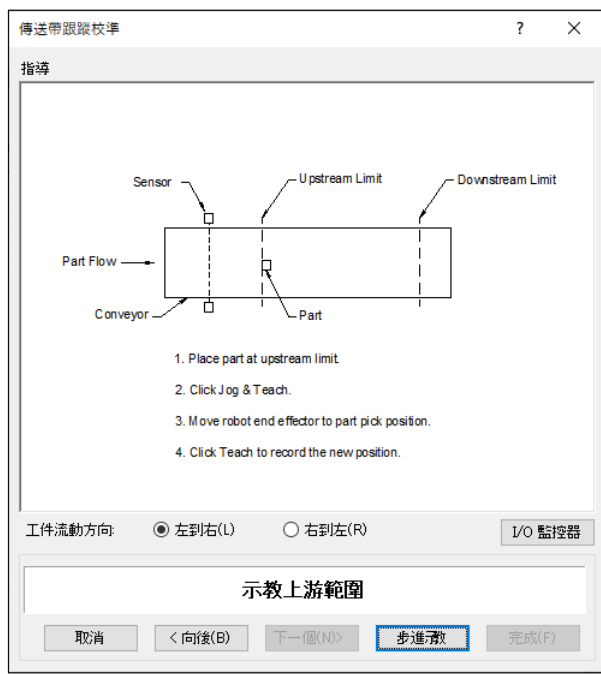 傳送帶跟蹤校準 ? ×
指導
Sensor
Upstream Limit
Downstream Limit
Part Flow
Conveyor
Part
1. Place part at upstream limit.
2. Click Jog & Teach.
3. Move robot end effector to part pick position.
4. Click Teach to record the new position.
工件流動方向: 左到右(L) 右到左(R) I/O 監控器
示教上游範圍
取消 < 向後(B) 下一個(N)> 步進示教 完成(F)